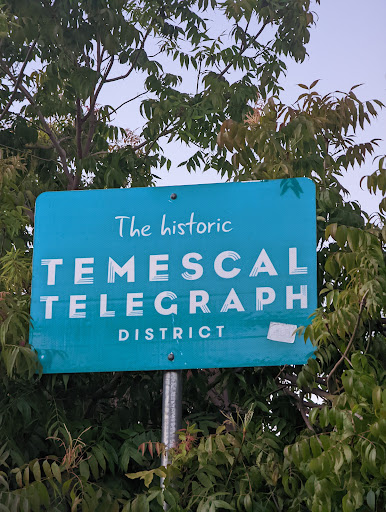 The historic
TEMESCAL
TELEGRAPH
DISTRICT